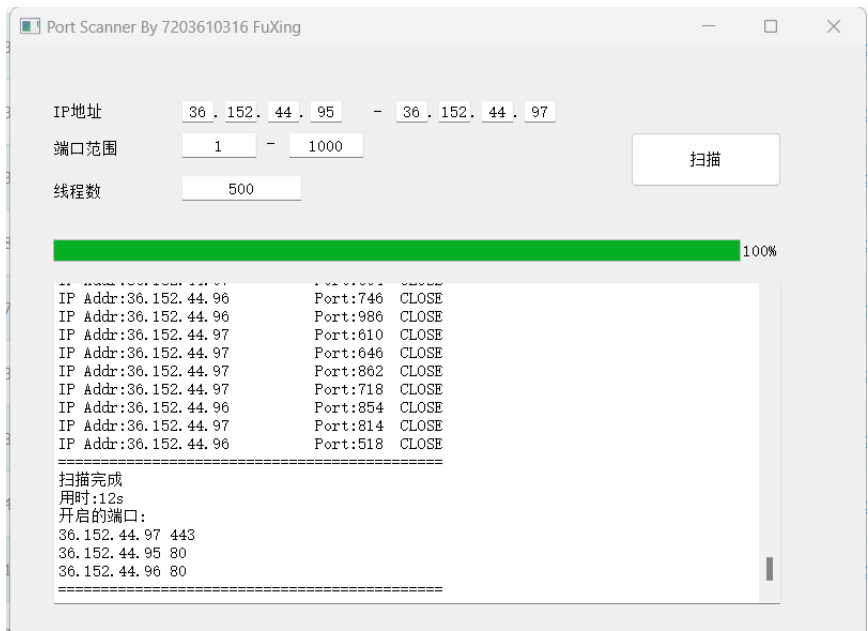 Port Scanner By 7203610316 FuXing
IP地址 36 . 152 . 44 . 95 - 36 . 152 . 44 . 97
端口范围 1 - 1000
扫描
线程数 500
100%
IP Addr:36.152.44.96 Port:746 CLOSE
IP Addr:36.152.44.96 Port:986 CLOSE
IP Addr:36.152.44.97 Port:610 CLOSE
IP Addr:36.152.44.97 Port:646 CLOSE
IP Addr:36.152.44.97 Port:862 CLOSE
IP Addr:36.152.44.97 Port:718 CLOSE
IP Addr:36.152.44.96 Port:854 CLOSE
IP Addr:36.152.44.97 Port:814 CLOSE
IP Addr:36.152.44.96 Port:518 CLOSE
=============================================
扫描完成
用时:12s
开启的端口:
36.152.44.97 443
36.152.44.95 80
36.152.44.96 80
=============================================